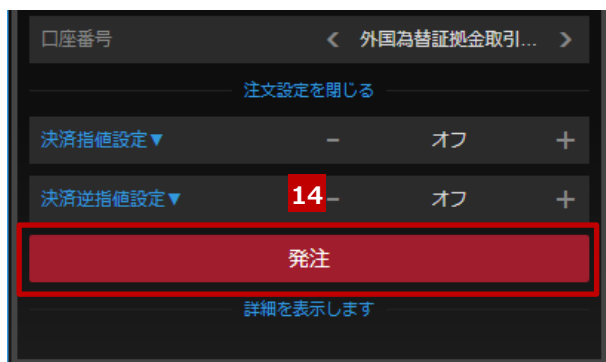 口座番号 < 外国為替証拠金取引... >
注文設定を閉じる
決済指値設定▼ − オフ +
決済逆指値設定▼ 14 − オフ +
発注
詳細を表示します